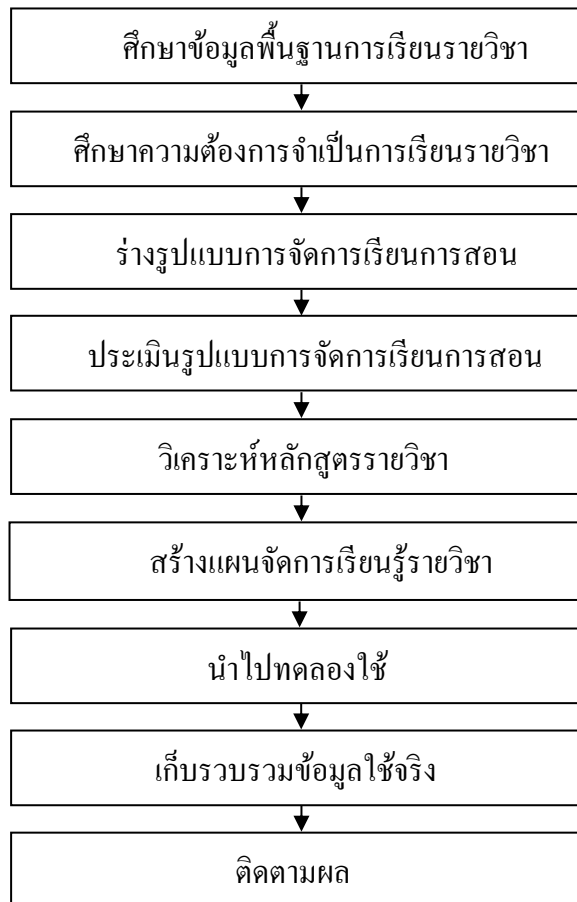 ศึกษาข้อมูลพื้นฐานการเรียนรายวิชา
ศึกษาความต้องการจำเป็นการเรียนรายวิชา
ร่างรูปแบบการจัดการเรียนการสอน
ประเมินรูปแบบการจัดการเรียนการสอน
วิเคราะห์หลักสูตรรายวิชา
สร้างแผนจัดการเรียนรู้รายวิชา
นำไปทดลองใช้
เก็บรวบรวมข้อมูลใช้จริง
ติดตามผล